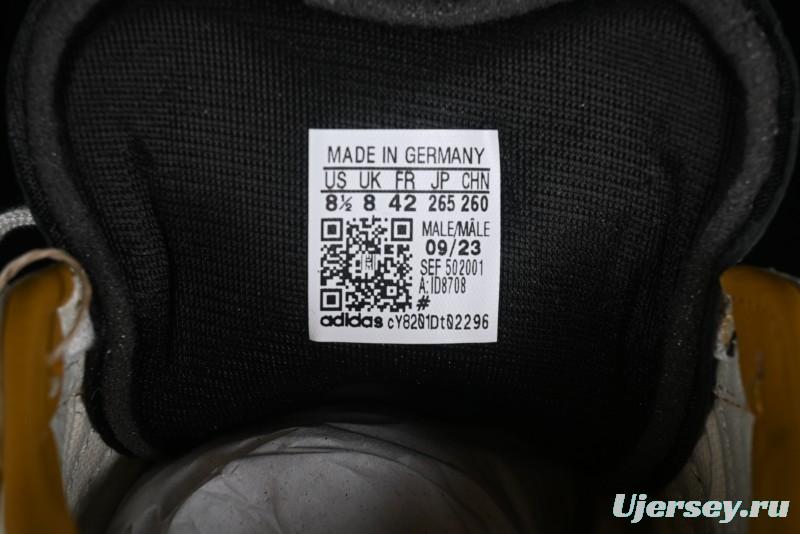 MADE IN GERMANY
US UK FR JP CHN
8½ 8 42 265 260
MALE/MÂLE
09/23
SEF 502001
A: ID8708
#
adidas cY8201Dt02296
Ujersey.ru